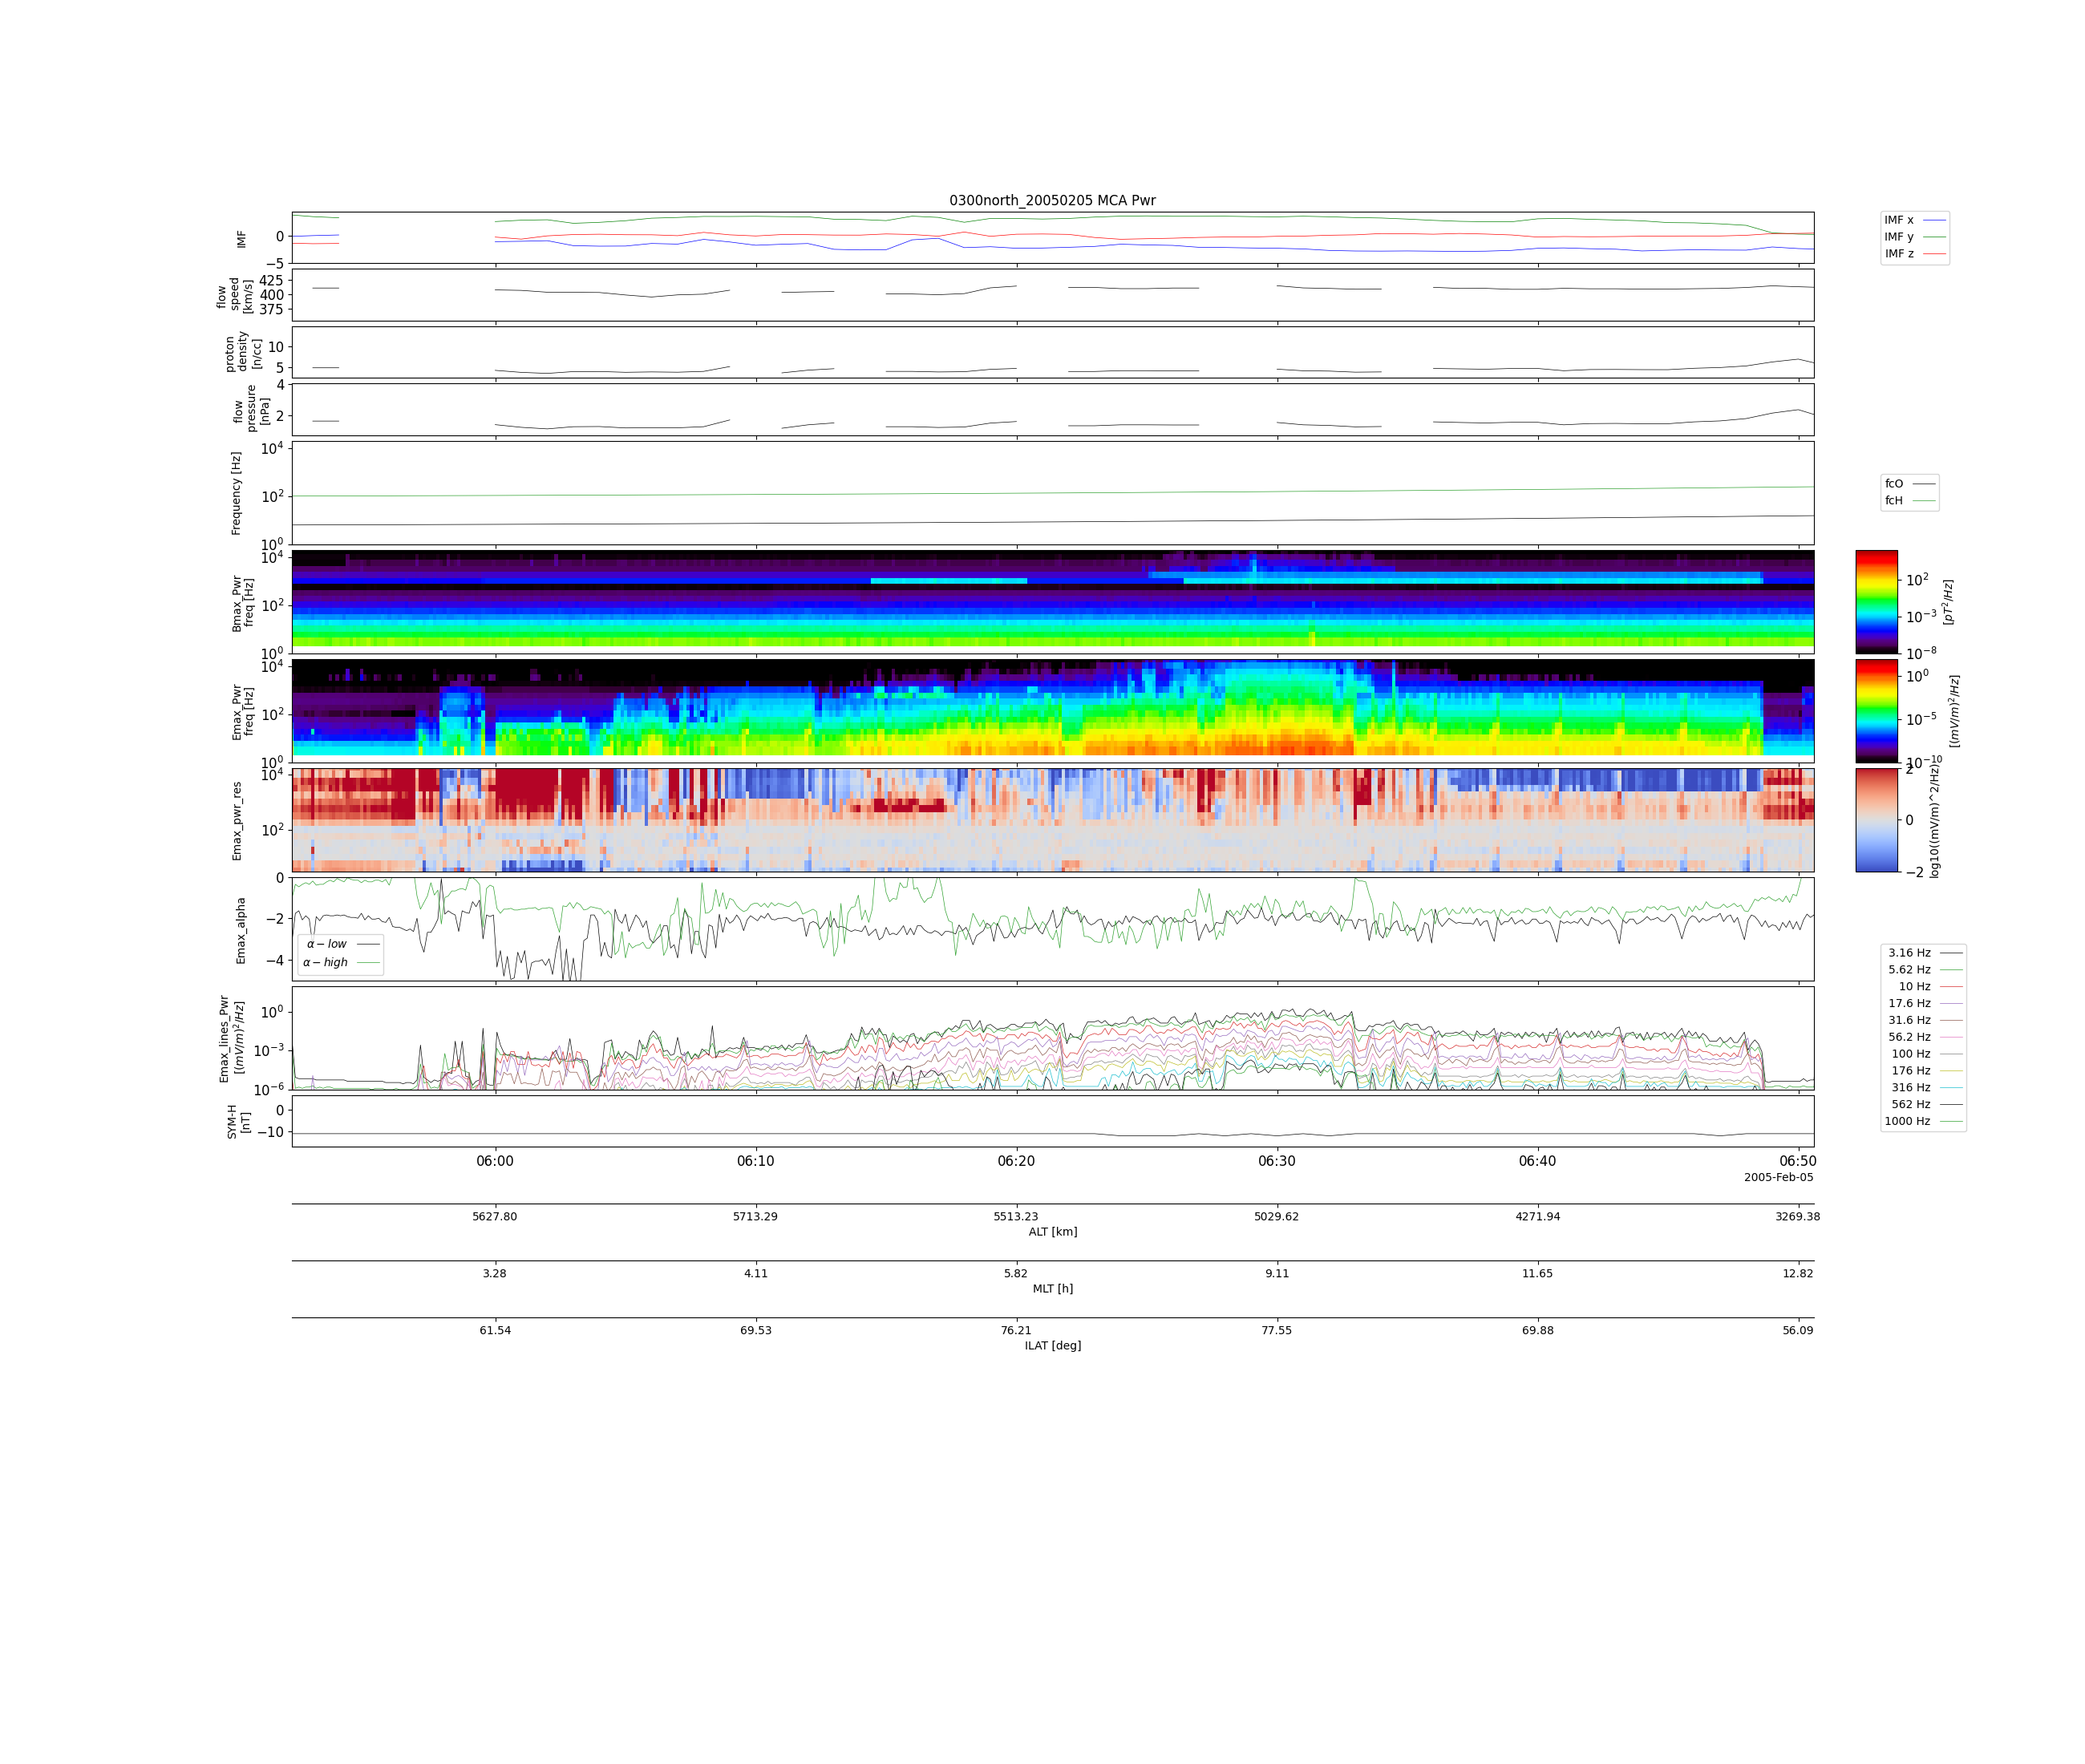 0300north_20050205 MCA Pwr
IMF
0
−5
IMF x
IMF y
IMF z
flow
speed
[km/s]
425
400
375
proton
density
[n/cc]
10
5
flow
pressure
[nPa]
4
2
Frequency [Hz]
10^4
10^2
10^0
fcO
fcH
Bmax_Pwr
freq [Hz]
10^4
10^2
10^0
10^2
10^−3
10^−8
[pT^2/Hz]
Emax_Pwr
freq [Hz]
10^4
10^2
10^0
10^0
10^−5
10^−10
[(mV/m)^2/Hz]
Emax_pwr_res
10^4
10^2
2
0
−2
log10((mV/m)^2/Hz)
Emax_alpha
0
−2
−4
α − low
α − high
Emax_lines_Pwr
[(mV/m)^2/Hz]
10^0
10^−3
10^−6
3.16 Hz
5.62 Hz
10 Hz
17.6 Hz
31.6 Hz
56.2 Hz
100 Hz
176 Hz
316 Hz
562 Hz
1000 Hz
SYM-H
[nT]
0
−10
06:00 06:10 06:20 06:30 06:40 06:50
2005-Feb-05
5627.80 5713.29 5513.23 5029.62 4271.94 3269.38
ALT [km]
3.28 4.11 5.82 9.11 11.65 12.82
MLT [h]
61.54 69.53 76.21 77.55 69.88 56.09
ILAT [deg]